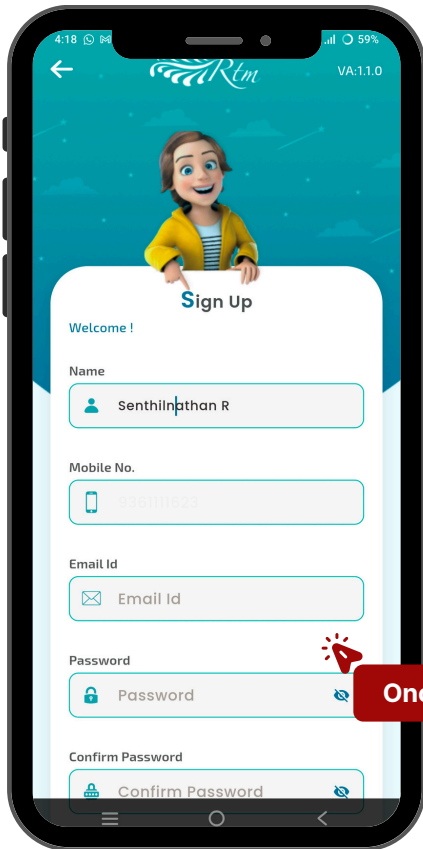 4:18
59%
Rtm
VA:1.1.0
Sign Up
Welcome !
Name
Senthilnathan R
Mobile No.
Email Id
Email Id
Password
Password
Confirm Password
Confirm Password